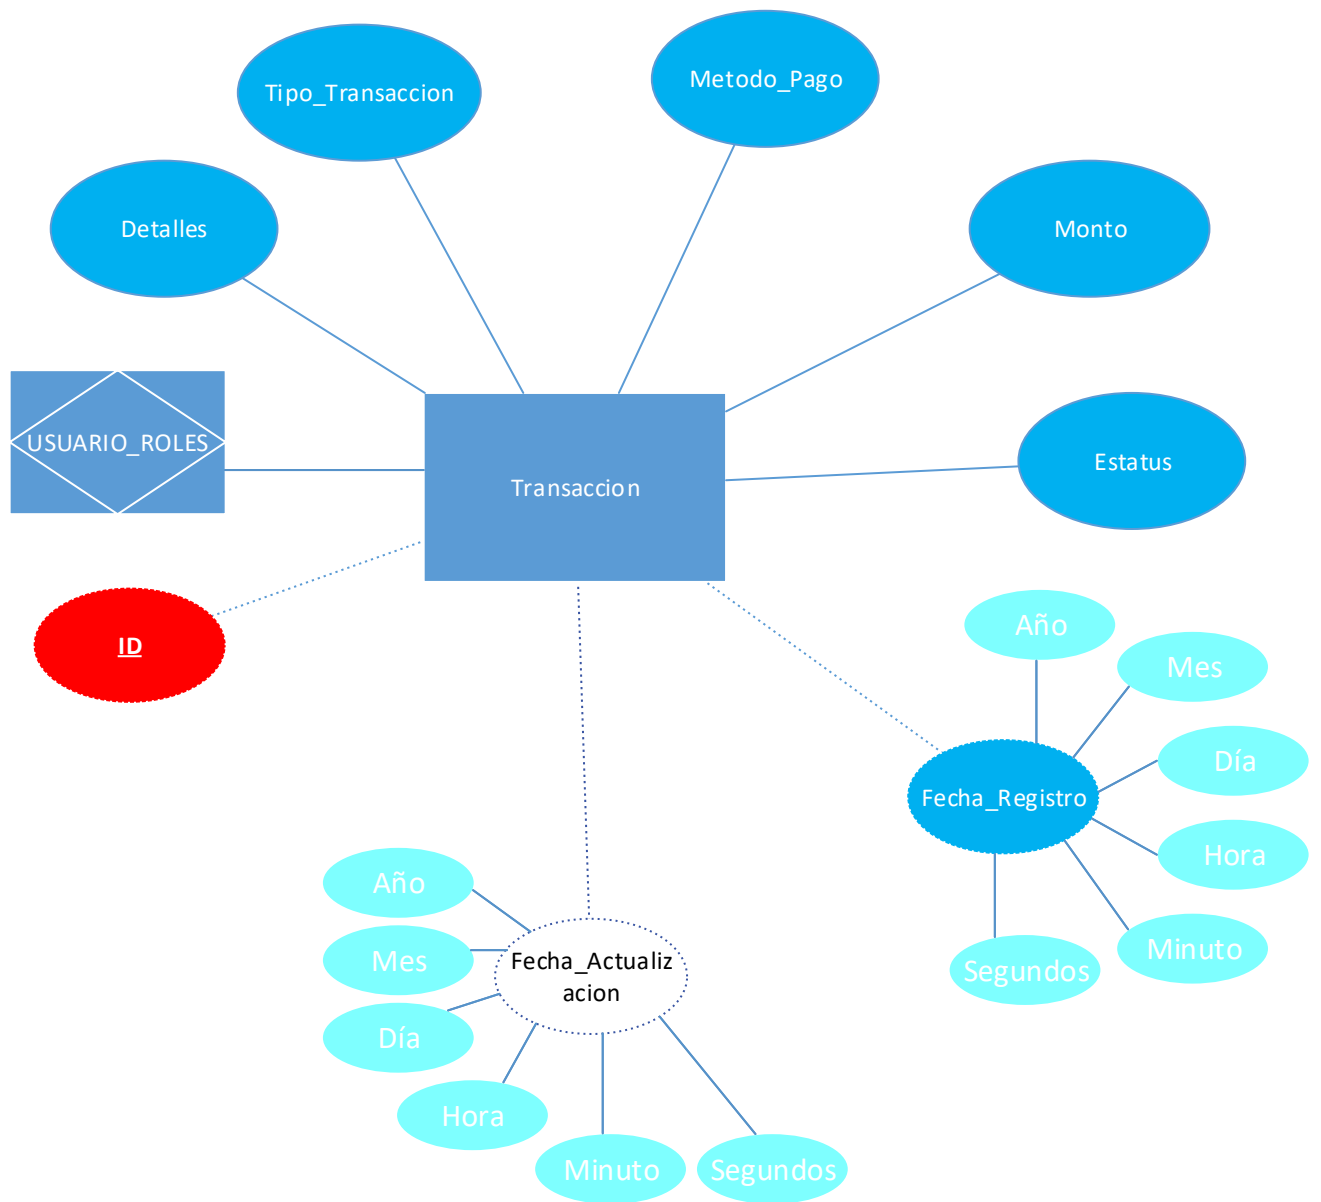 Metodo_Pago
Tipo_Transaccion
Detalles
Monto
USUARIO_ROLES
Estatus
Transaccion
ID
Año
Mes
Día
Fecha_Registro
Hora
Minuto
Segundos
Año
Mes
Fecha_Actualiz
acion
Día
Hora
Minuto
Segundos